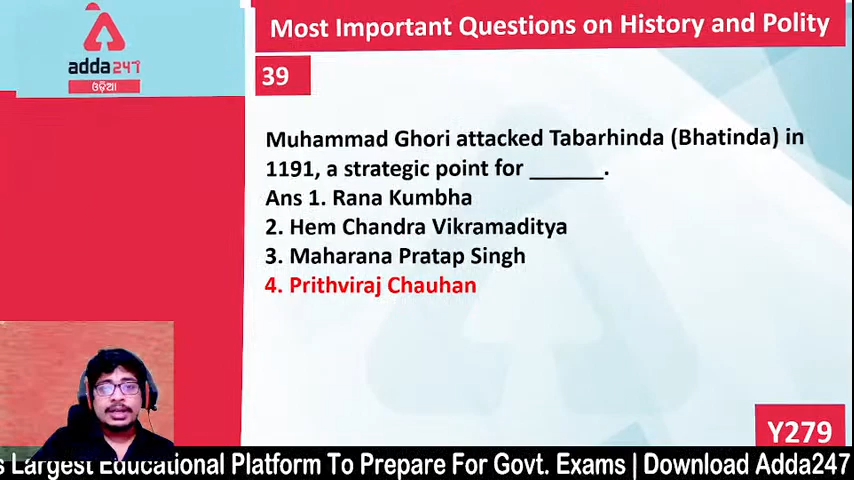 adda247
ଓଡ଼ିଆ
Most Important Questions on History and Polity
39
Muhammad Ghori attacked Tabarhinda (Bhatinda) in
1191, a strategic point for ______.
Ans 1. Rana Kumbha
2. Hem Chandra Vikramaditya
3. Maharana Pratap Singh
4. Prithviraj Chauhan
Y279
s Largest Educational Platform To Prepare For Govt. Exams | Download Adda247